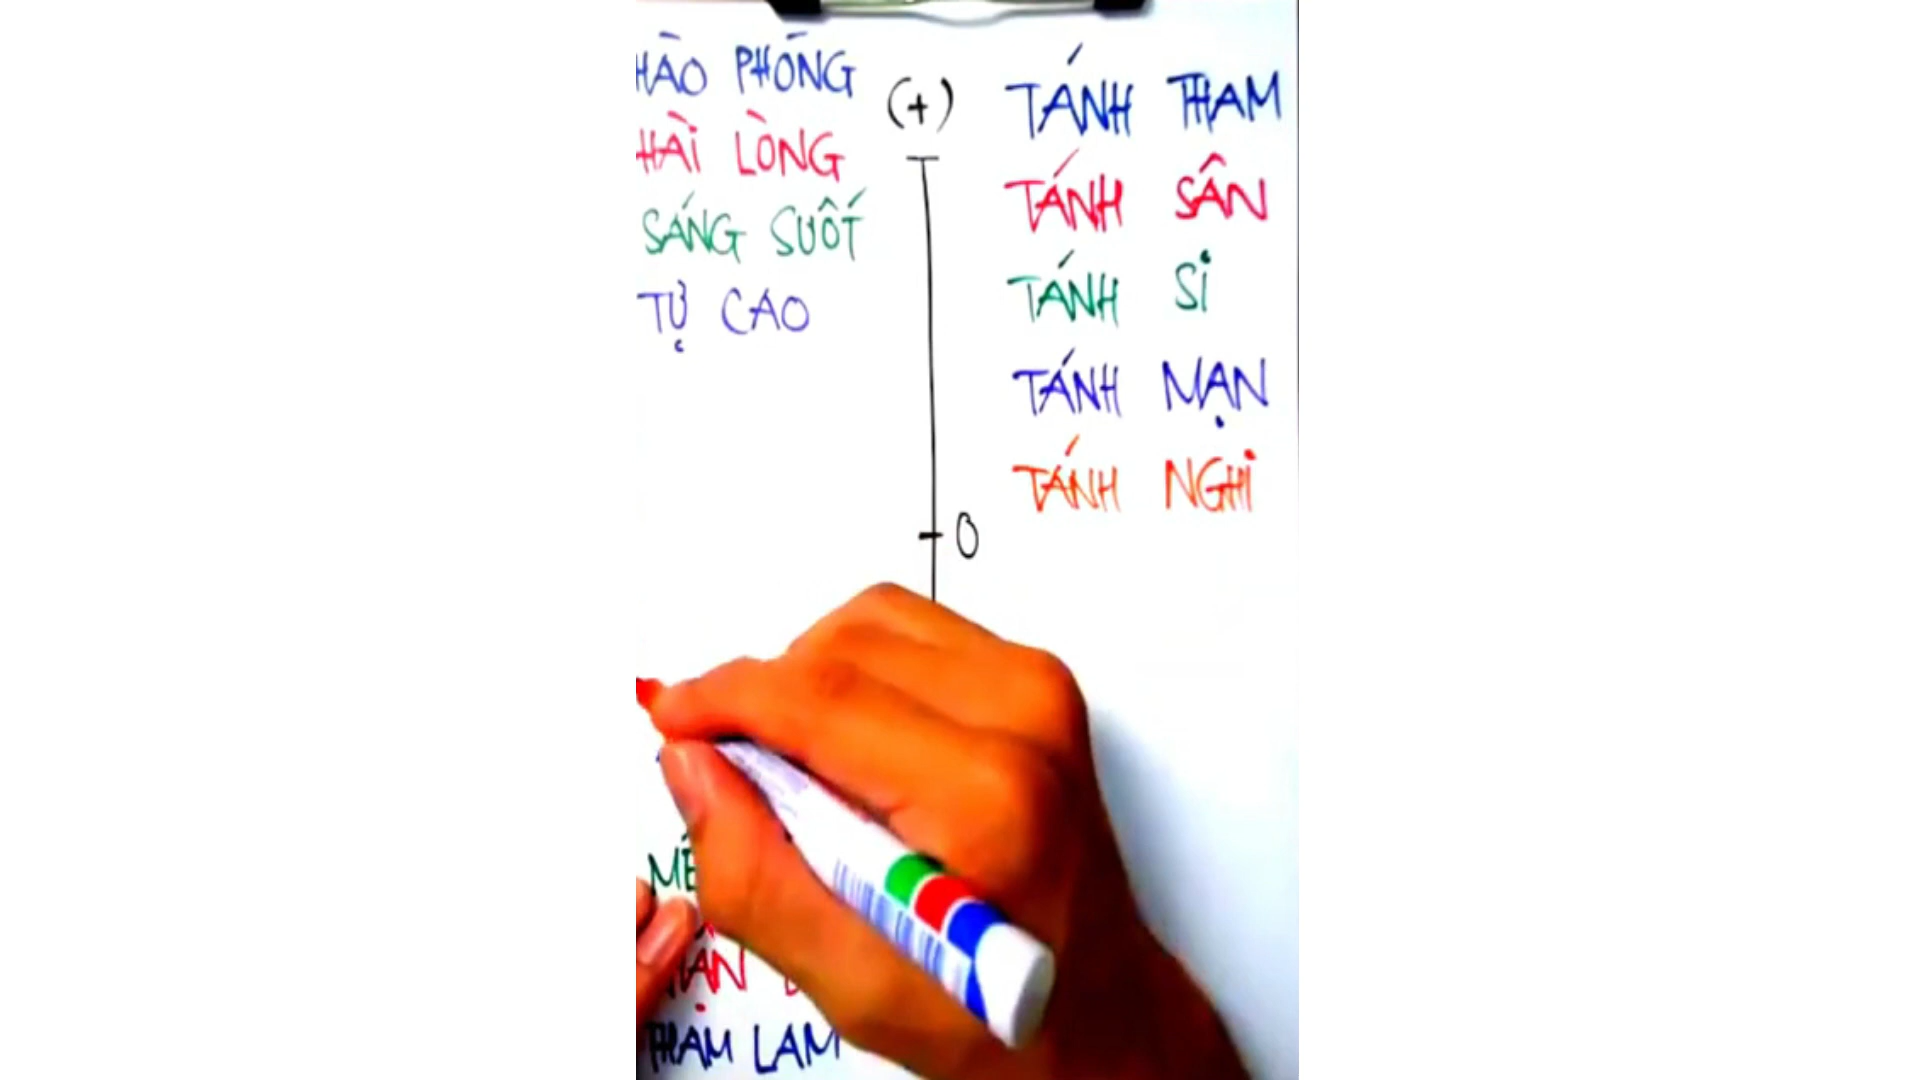 HÀO PHÓNG
HÀI LÒNG
SÁNG SUỐT
TỰ CAO
(+)
0
TÁNH THAM
TÁNH SÂN
TÁNH SI
TÁNH MẠN
TÁNH NGHI
THAM LAM